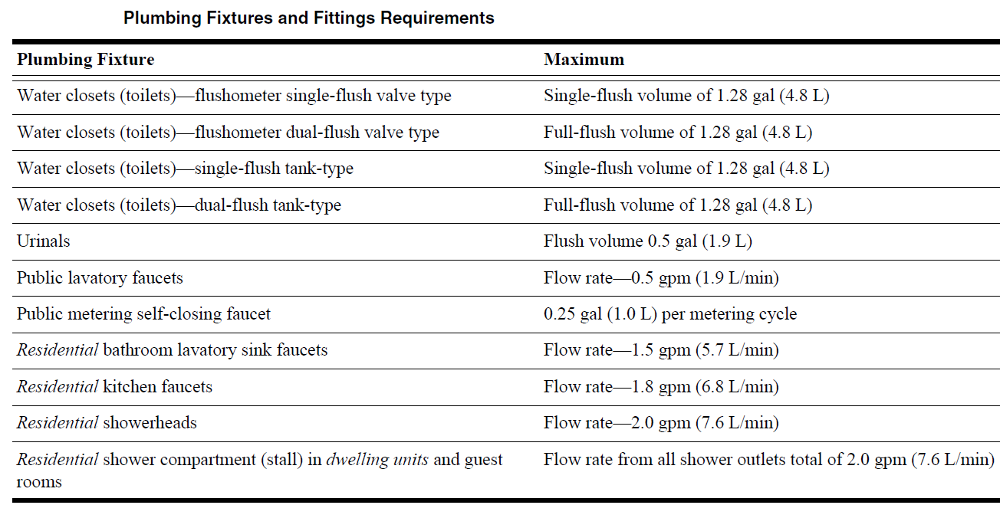 Plumbing Fixtures and Fittings Requirements
Plumbing Fixture Maximum
Water closets (toilets)—flushometer single-flush valve type Single-flush volume of 1.28 gal (4.8 L)
Water closets (toilets)—flushometer dual-flush valve type Full-flush volume of 1.28 gal (4.8 L)
Water closets (toilets)—single-flush tank-type Single-flush volume of 1.28 gal (4.8 L)
Water closets (toilets)—dual-flush tank-type Full-flush volume of 1.28 gal (4.8 L)
Urinals Flush volume 0.5 gal (1.9 L)
Public lavatory faucets Flow rate—0.5 gpm (1.9 L/min)
Public metering self-closing faucet 0.25 gal (1.0 L) per metering cycle
Residential bathroom lavatory sink faucets Flow rate—1.5 gpm (5.7 L/min)
Residential kitchen faucets Flow rate—1.8 gpm (6.8 L/min)
Residential showerheads Flow rate—2.0 gpm (7.6 L/min)
Residential shower compartment (stall) in dwelling units and guest Flow rate from all shower outlets total of 2.0 gpm (7.6 L/min)
rooms